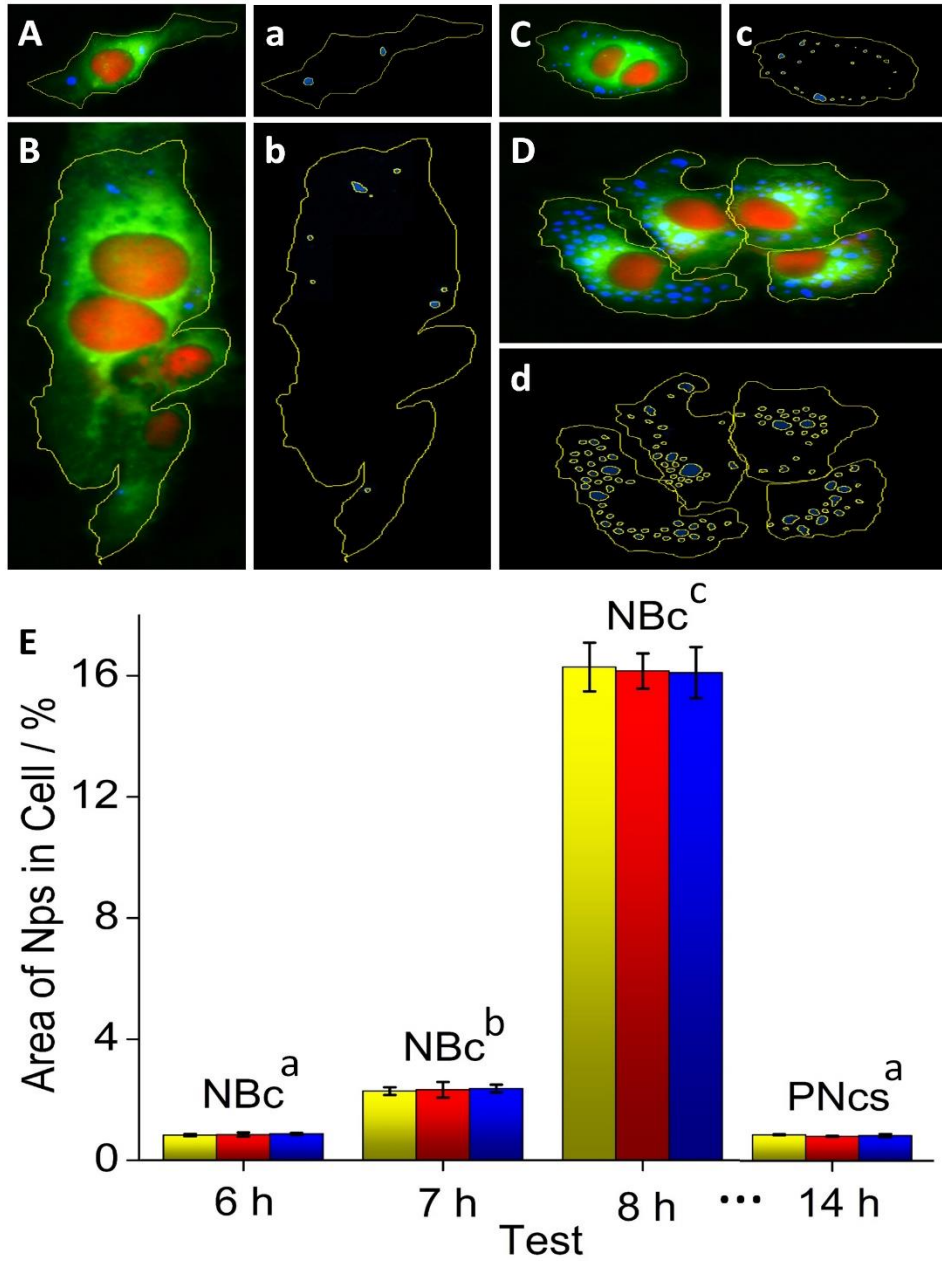 A
a
C
c
B
b
D
d
E
Area of Nps in Cell / %
16
12
8
4
0
NBc^a
NBc^b
NBc^c
PNcs^a
6 h
7 h
8 h
...
14 h
Test